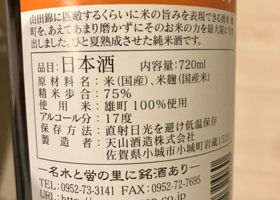 山田錦に匹敵するくらいに米の旨みを表現できる酒米・雄
町を、あえてあまり磨かずにそのお米の力を最大限に引き
出し、ひと夏熟成させた純米酒です。
品目:日本酒 内容量:720ml
原材料名:米(国産)、米麹(国産米)
精米歩合:75%
使用米:雄町100%使用
アルコール分:17度
保存方法:直射日光を避け低温保存
製造者:天山酒造株式会社
佐賀県小城市小城町岩蔵152
―名水と蛍の里に銘酒あり―
TEL:0952-73-3141 FAX:0952-72-7695